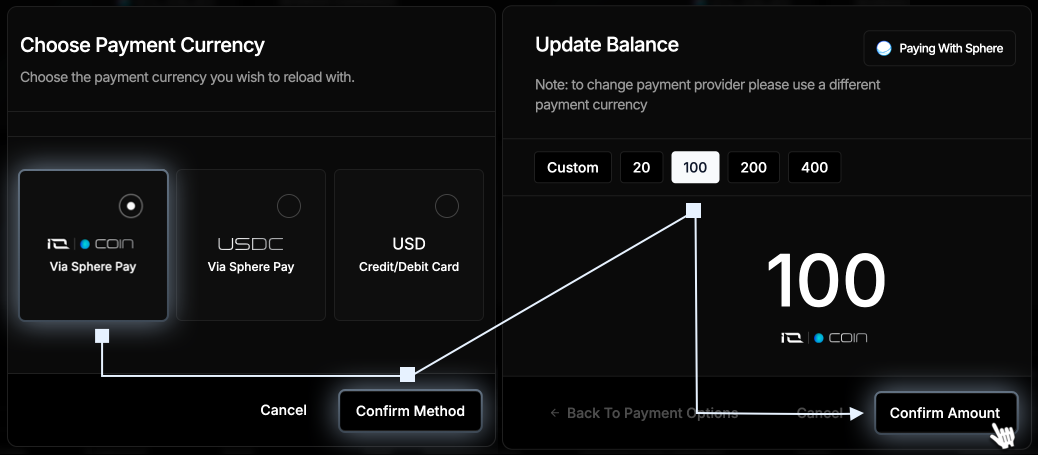 Choose Payment Currency
Choose the payment currency you wish to reload with.
IO | COIN
Via Sphere Pay
USDC
Via Sphere Pay
USD
Credit/Debit Card
Cancel
Confirm Method
Update Balance
Paying With Sphere
Note: to change payment provider please use a different
payment currency
Custom
20
100
200
400
100
IO | COIN
← Back To Payment Options
Cancel
Confirm Amount